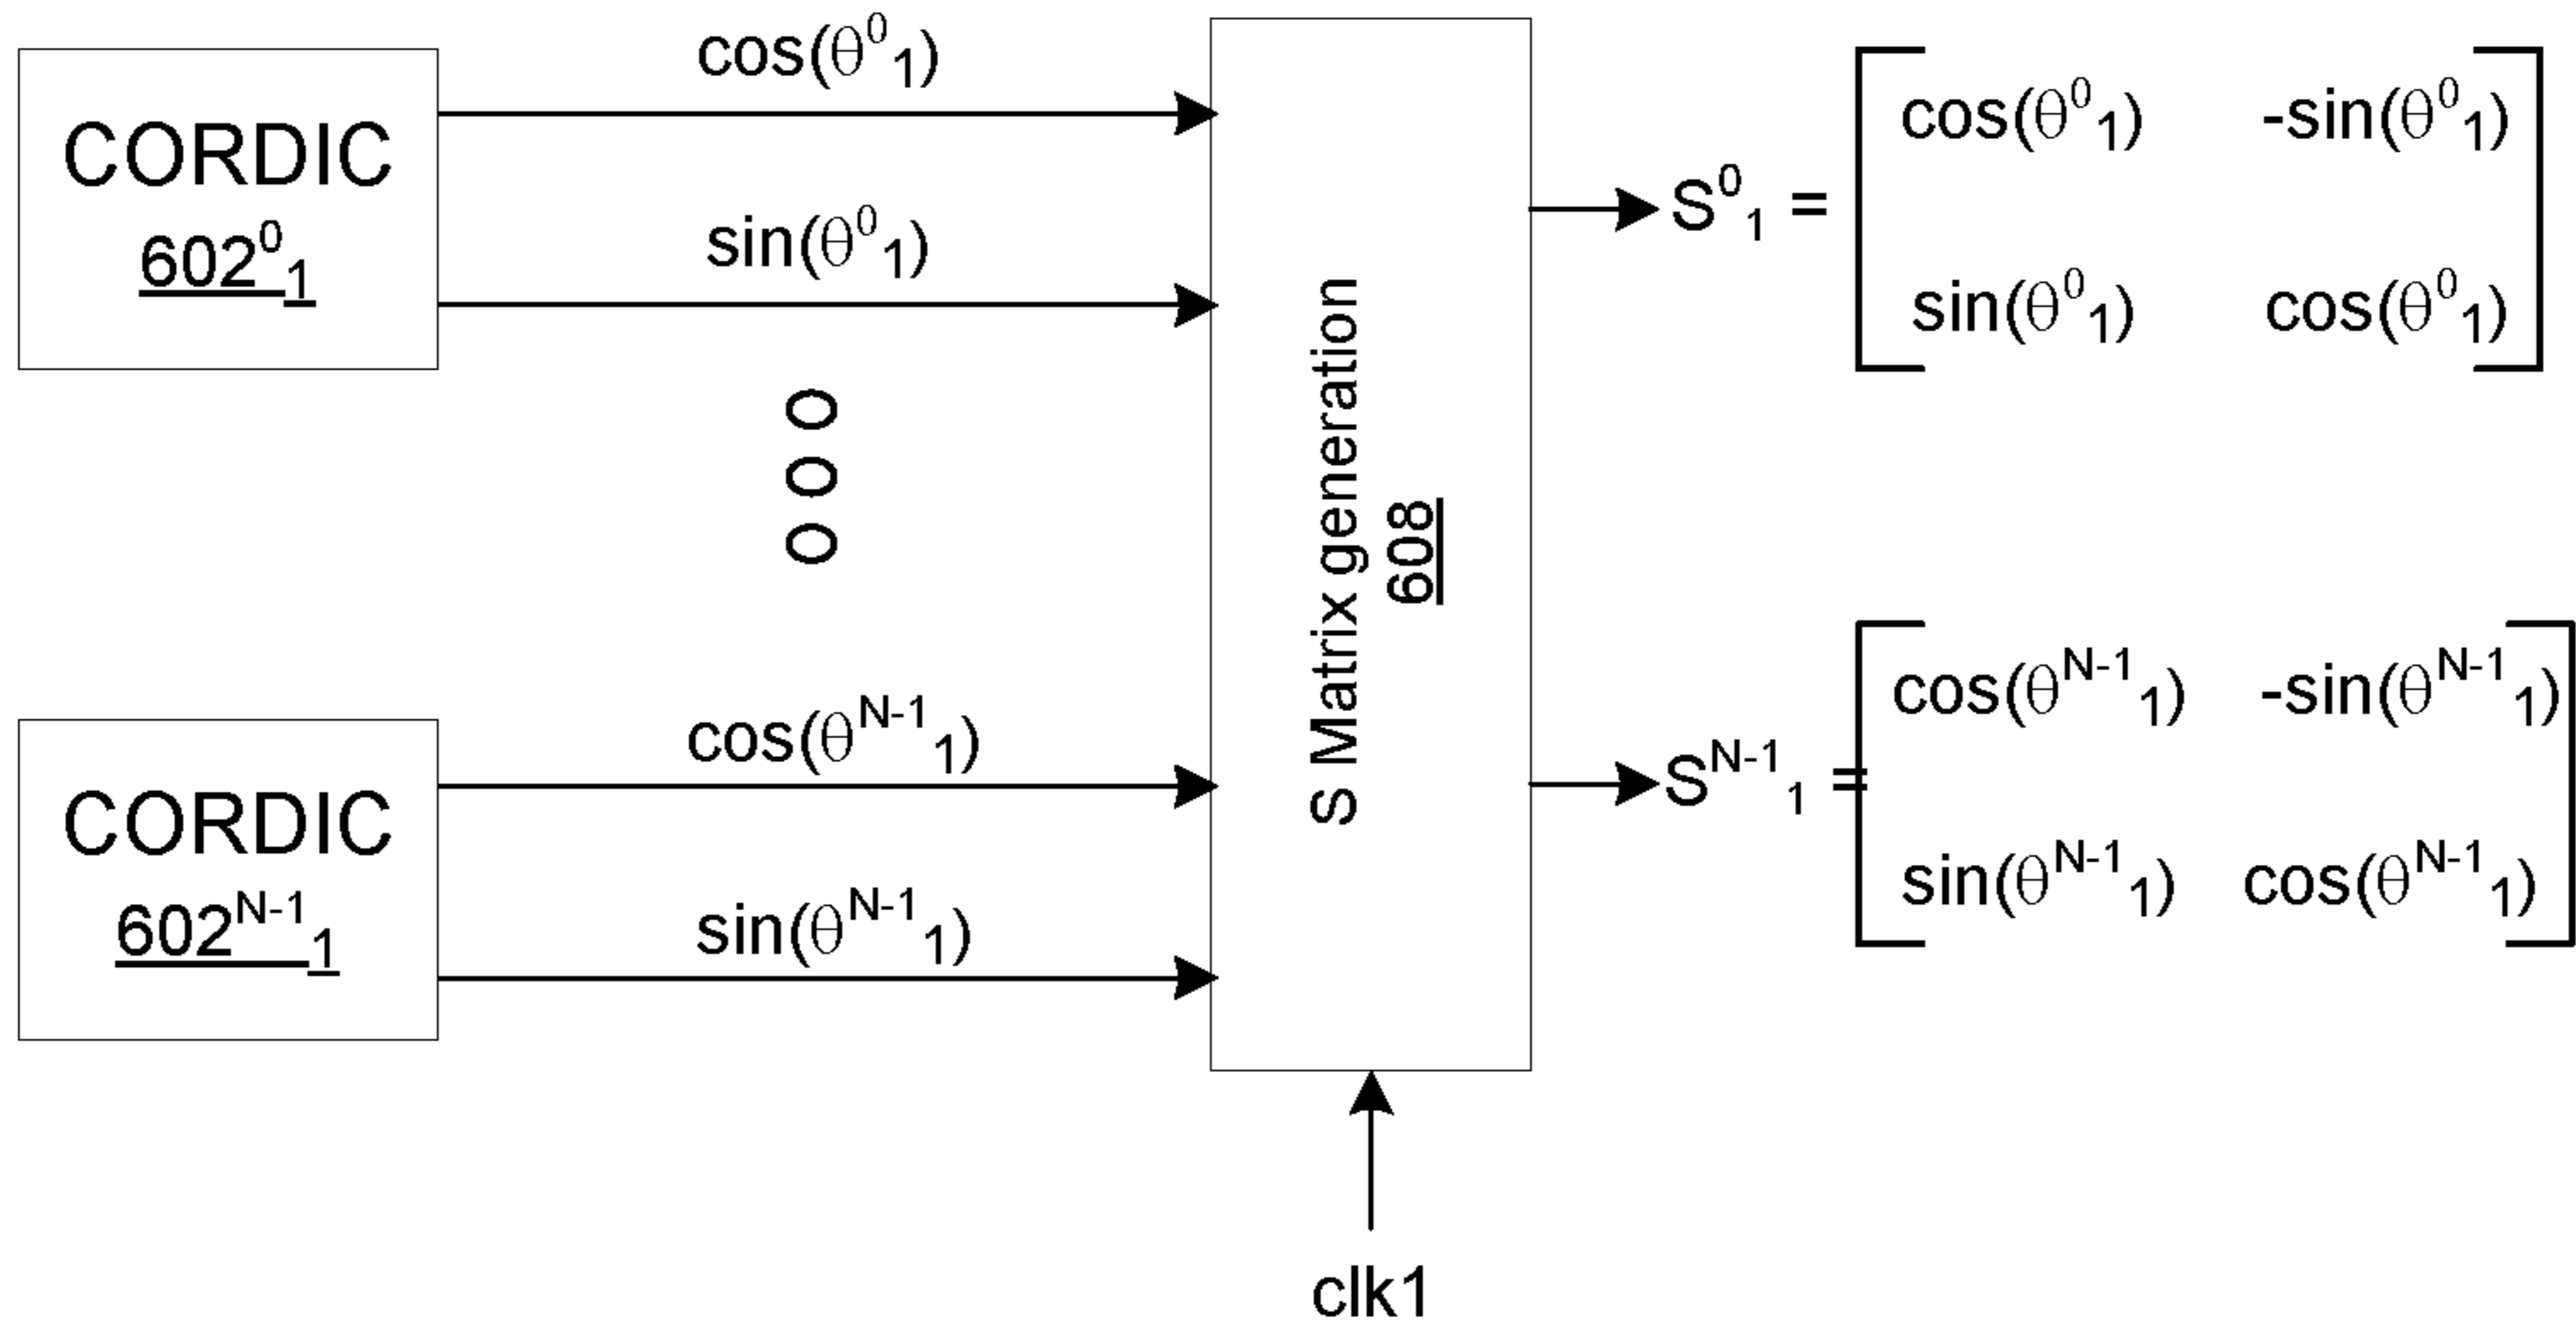 CORDIC
602⁰₁
cos(θ⁰₁)
sin(θ⁰₁)
O O O
CORDIC
602ᴺ⁻¹₁
cos(θᴺ⁻¹₁)
sin(θᴺ⁻¹₁)
S Matrix generation
608
clk1
S⁰₁ =
cos(θ⁰₁) -sin(θ⁰₁)
sin(θ⁰₁) cos(θ⁰₁)
Sᴺ⁻¹₁ =
cos(θᴺ⁻¹₁) -sin(θᴺ⁻¹₁)
sin(θᴺ⁻¹₁) cos(θᴺ⁻¹₁)